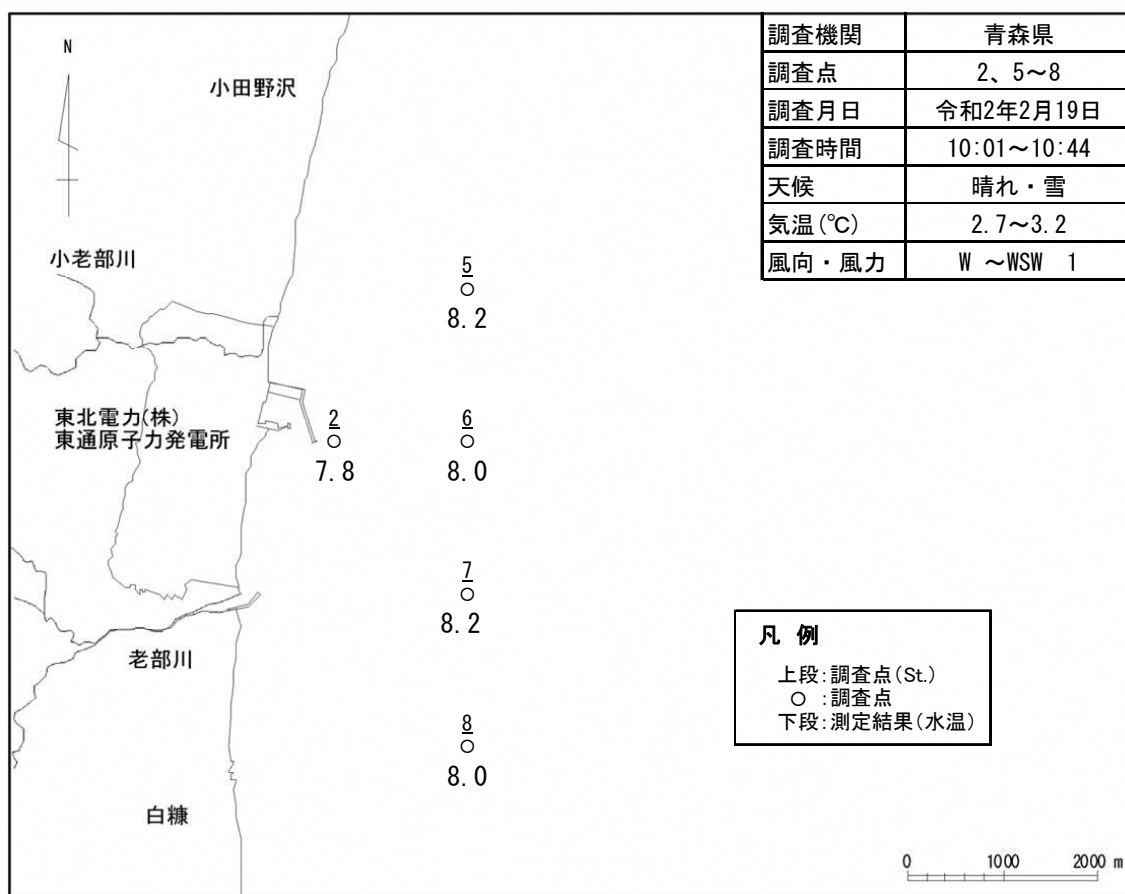 調査機関 青森県
調査点 2、5～8
調査月日 令和2年2月19日
調査時間 10:01～10:44
天候 晴れ・雪
気温(℃) 2.7～3.2
風向・風力 W ～WSW 1
N
小田野沢
小老部川
5
○
8.2
東北電力(株)
東通原子力発電所
2
○
7.8
6
○
8.0
7
○
8.2
老部川
8
○
8.0
白糠
凡 例
上段:調査点(St.)
○ :調査点
下段:測定結果(水温)
0 1000 2000 m